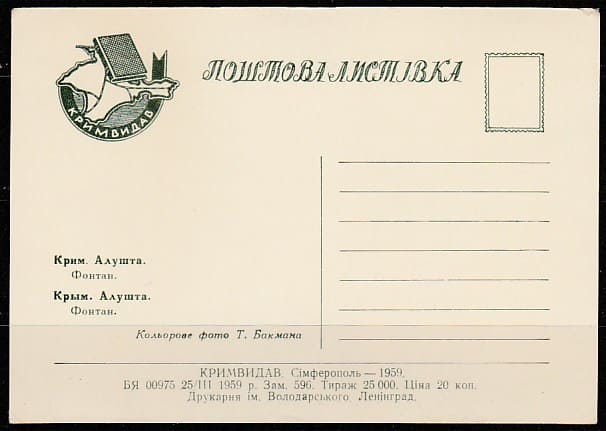 КРИМВИДАВ
ПОШТОВА ЛИСТІВКА
Крим. Алушта.
Фонтан.
Крым. Алушта.
Фонтан.
Кольорове фото Т. Бакмана
КРИМВИДАВ. Сімферополь — 1959.
БЯ 00975 25/III 1959 р. Зам. 596. Тираж 25 000. Ціна 20 коп.
Друкарня ім. Володарського. Ленінград.